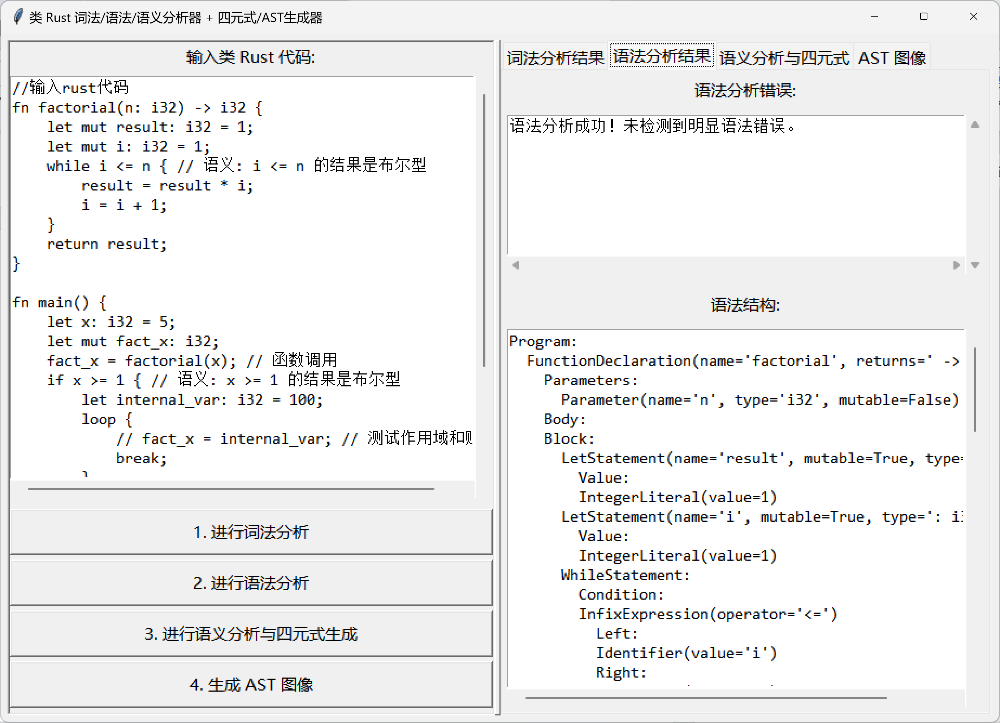 类 Rust 词法/语法/语义分析器 + 四元式/AST生成器
输入类 Rust 代码:
//输入rust代码
fn factorial(n: i32) -> i32 {
    let mut result: i32 = 1;
    let mut i: i32 = 1;
    while i <= n { // 语义: i <= n 的结果是布尔型
        result = result * i;
        i = i + 1;
    }
    return result;
}
fn main() {
    let x: i32 = 5;
    let mut fact_x: i32;
    fact_x = factorial(x); // 函数调用
    if x >= 1 { // 语义: x >= 1 的结果是布尔型
        let internal_var: i32 = 100;
        loop {
            // fact_x = internal_var; // 测试作用域和
            break;
        }
1. 进行词法分析
2. 进行语法分析
3. 进行语义分析与四元式生成
4. 生成 AST 图像
词法分析结果 语法分析结果 语义分析与四元式 AST 图像
语法分析错误:
语法分析成功! 未检测到明显语法错误。
语法结构:
Program:
  FunctionDeclaration(name='factorial', returns=' ->
    Parameters:
      Parameter(name='n', type='i32', mutable=False)
    Body:
    Block:
      LetStatement(name='result', mutable=True, type=
        Value:
        IntegerLiteral(value=1)
      LetStatement(name='i', mutable=True, type=': i
        Value:
        IntegerLiteral(value=1)
      WhileStatement:
        Condition:
        InfixExpression(operator='<=')
          Left:
          Identifier(value='i')
          Right: